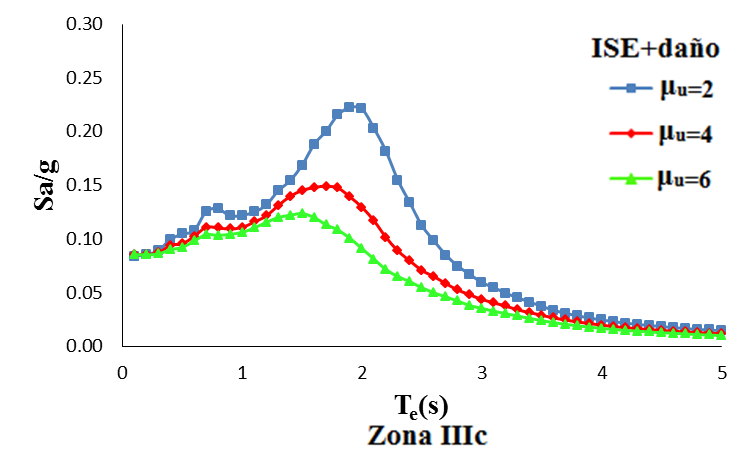 ISE+daño
μu=2
μu=4
μu=6
Sa/g
0.30
0.25
0.20
0.15
0.10
0.05
0.00
0 1 2 3 4 5
Te(s)
Zona IIIc